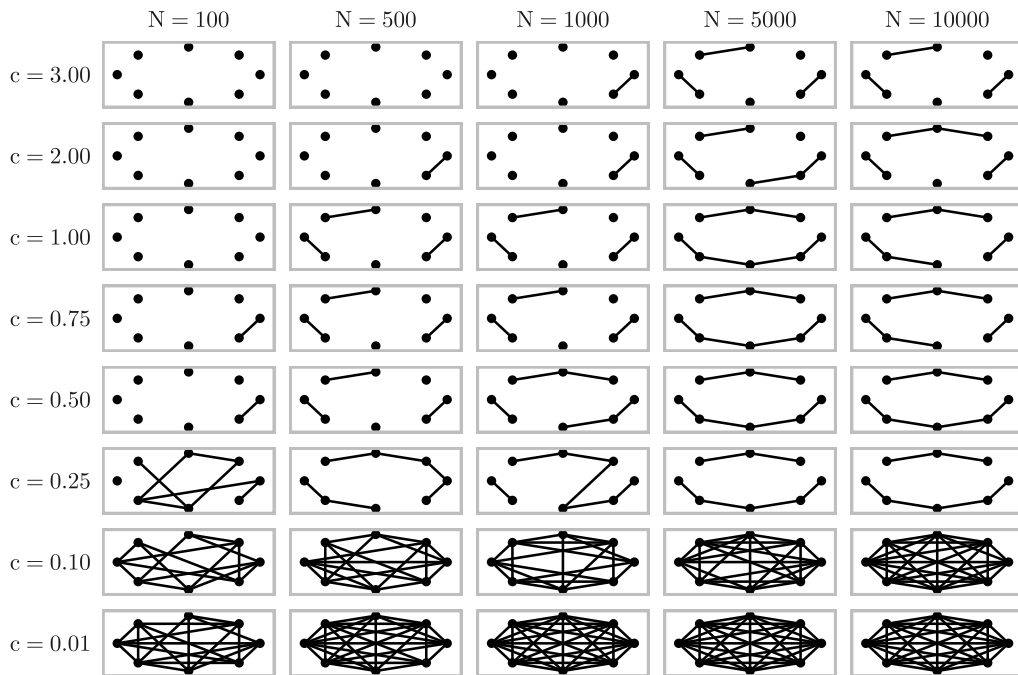 N = 100 N = 500 N = 1000 N = 5000 N = 10000
c = 3.00
c = 2.00
c = 1.00
c = 0.75
c = 0.50
c = 0.25
c = 0.10
c = 0.01